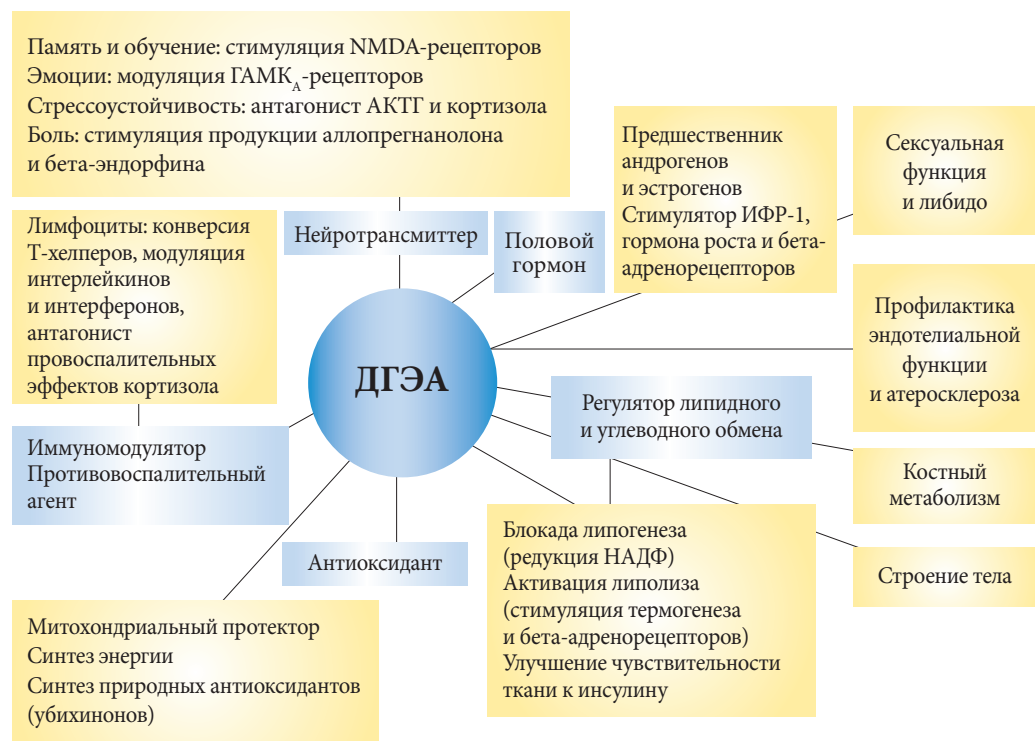 Память и обучение: стимуляция NMDA-рецепторов
Эмоции: модуляция ГАМКA-рецепторов
Стрессоустойчивость: антагонист АКТГ и кортизола
Боль: стимуляция продукции аллопрегнанолона
и бета-эндорфина
Предшественник
андрогенов
и эстрогенов
Стимулятор ИФР-1,
гормона роста и бета-
адренорецепторов
Сексуальная
функция
и либидо
Лимфоциты: конверсия
Т-хелперов, модуляция
интерлейкинов
и интерферонов,
антагонист
провоспалительных
эффектов кортизола
Нейротрансмиттер
Половой
гормон
Профилактика
эндотелиальной
функции
и атеросклероза
ДГЭА
Регулятор липидного
и углеводного обмена
Иммуномодулятор
Противовоспалительный
агент
Костный
метаболизм
Антиоксидант
Блокада липогенеза
(редукция НАДФ)
Активация липолиза
(стимуляция термогенеза
и бета-адренорецепторов)
Улучшение чувствительности
ткани к инсулину
Строение тела
Митохондриальный протектор
Синтез энергии
Синтез природных антиоксидантов
(убихинонов)